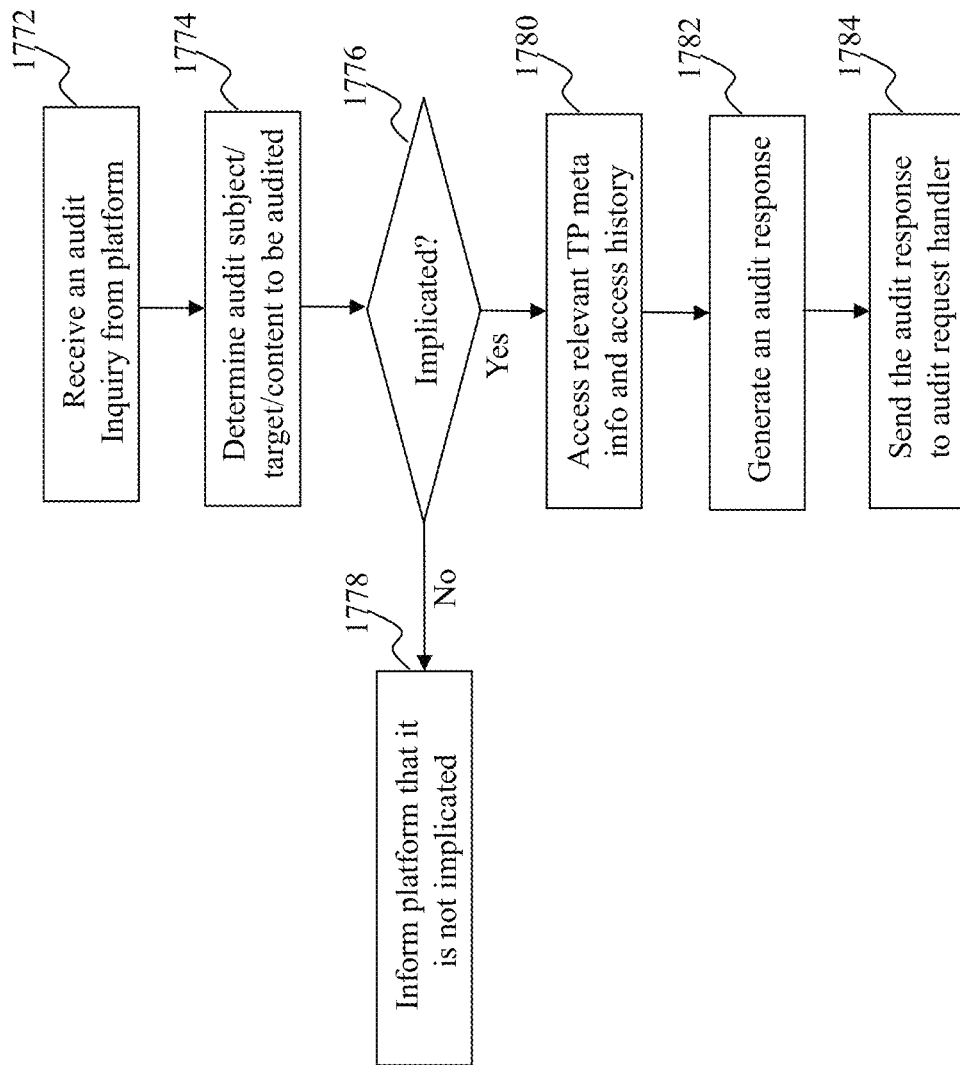 1772
Receive an audit
Inquiry from platform
1774
Determine audit subject/
target/content to be audited
1776
Implicated?
No
Yes
1778
Inform platform that it
is not implicated
1780
Access relevant TP meta
info and access history
1782
Generate an audit response
1784
Send the audit response
to audit request handler